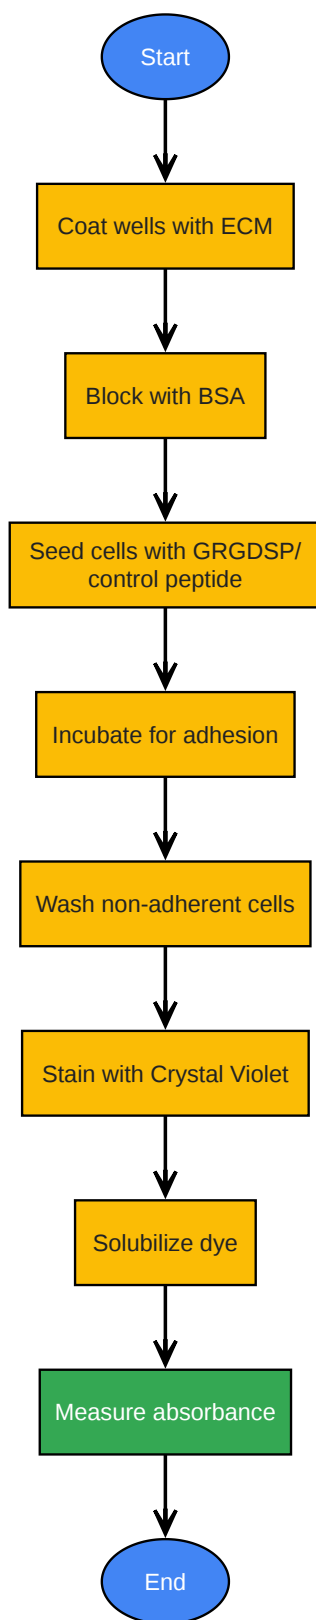 Start
Coat wells with ECM
Block with BSA
Seed cells with GRGDSP/
control peptide
Incubate for adhesion
Wash non-adherent cells
Stain with Crystal Violet
Solubilize dye
Measure absorbance
End